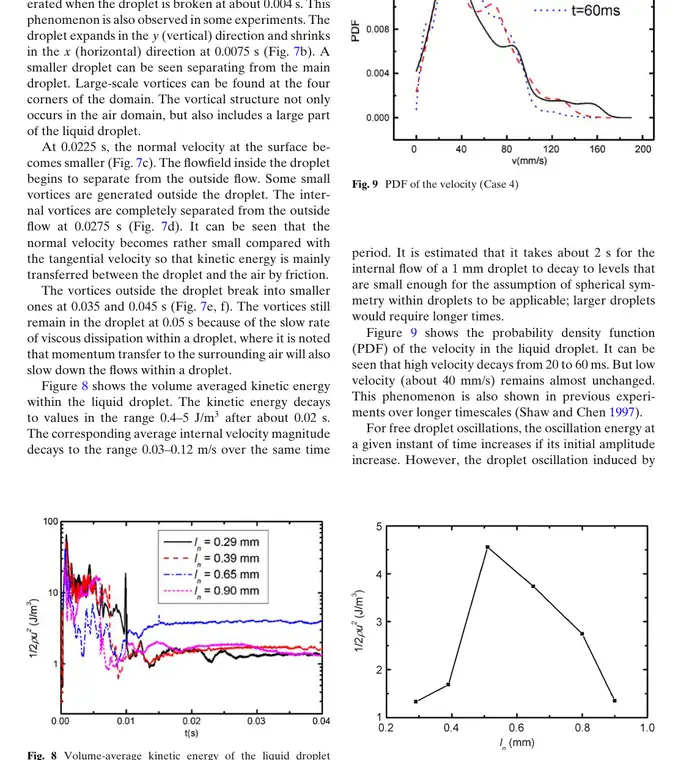 erated when the droplet is broken at about 0.004 s. This
phenomenon is also observed in some experiments. The
droplet expands in the y (vertical) direction and shrinks
in the x (horizontal) direction at 0.0075 s (Fig. 7b). A
smaller droplet can be seen separating from the main
droplet. Large-scale vortices can be found at the four
corners of the domain. The vortical structure not only
occurs in the air domain, but also includes a large part
of the liquid droplet.
At 0.0225 s, the normal velocity at the surface be-
comes smaller (Fig. 7c). The flowfield inside the droplet
begins to separate from the outside flow. Some small
vortices are generated outside the droplet. The inter-
nal vortices are completely separated from the outside
flow at 0.0275 s (Fig. 7d). It can be seen that the
normal velocity becomes rather small compared with
the tangential velocity so that kinetic energy is mainly
transferred between the droplet and the air by friction.
The vortices outside the droplet break into smaller
ones at 0.035 and 0.045 s (Fig. 7e, f). The vortices still
remain in the droplet at 0.05 s because of the slow rate
of viscous dissipation within a droplet, where it is noted
that momentum transfer to the surrounding air will also
slow down the flows within a droplet.
Figure 8 shows the volume averaged kinetic energy
within the liquid droplet. The kinetic energy decays
to values in the range 0.4–5 J/m³ after about 0.02 s.
The corresponding average internal velocity magnitude
decays to the range 0.03–0.12 m/s over the same time
t=60ms
PDF
0.008
0.004
0.000
0 40 80 120 160 200
v(mm/s)
Fig. 9 PDF of the velocity (Case 4)
period. It is estimated that it takes about 2 s for the
internal flow of a 1 mm droplet to decay to levels that
are small enough for the assumption of spherical sym-
metry within droplets to be applicable; larger droplets
would require longer times.
Figure 9 shows the probability density function
(PDF) of the velocity in the liquid droplet. It can be
seen that high velocity decays from 20 to 60 ms. But low
velocity (about 40 mm/s) remains almost unchanged.
This phenomenon is also shown in previous experi-
ments over longer timescales (Shaw and Chen 1997).
For free droplet oscillations, the oscillation energy at
a given instant of time increases if its initial amplitude
increase. However, the droplet oscillation induced by
100
10
1
1/2ρu² (J/m³)
lₙ = 0.29 mm
lₙ = 0.39 mm
lₙ = 0.65 mm
lₙ = 0.90 mm
0.00 0.01 0.02 0.03 0.04
t(s)
Fig. 8 Volume-average kinetic energy of the liquid droplet
5
4
3
2
1
1/2ρu² (J/m³)
0.2 0.4 0.6 0.8 1.0
lₙ (mm)